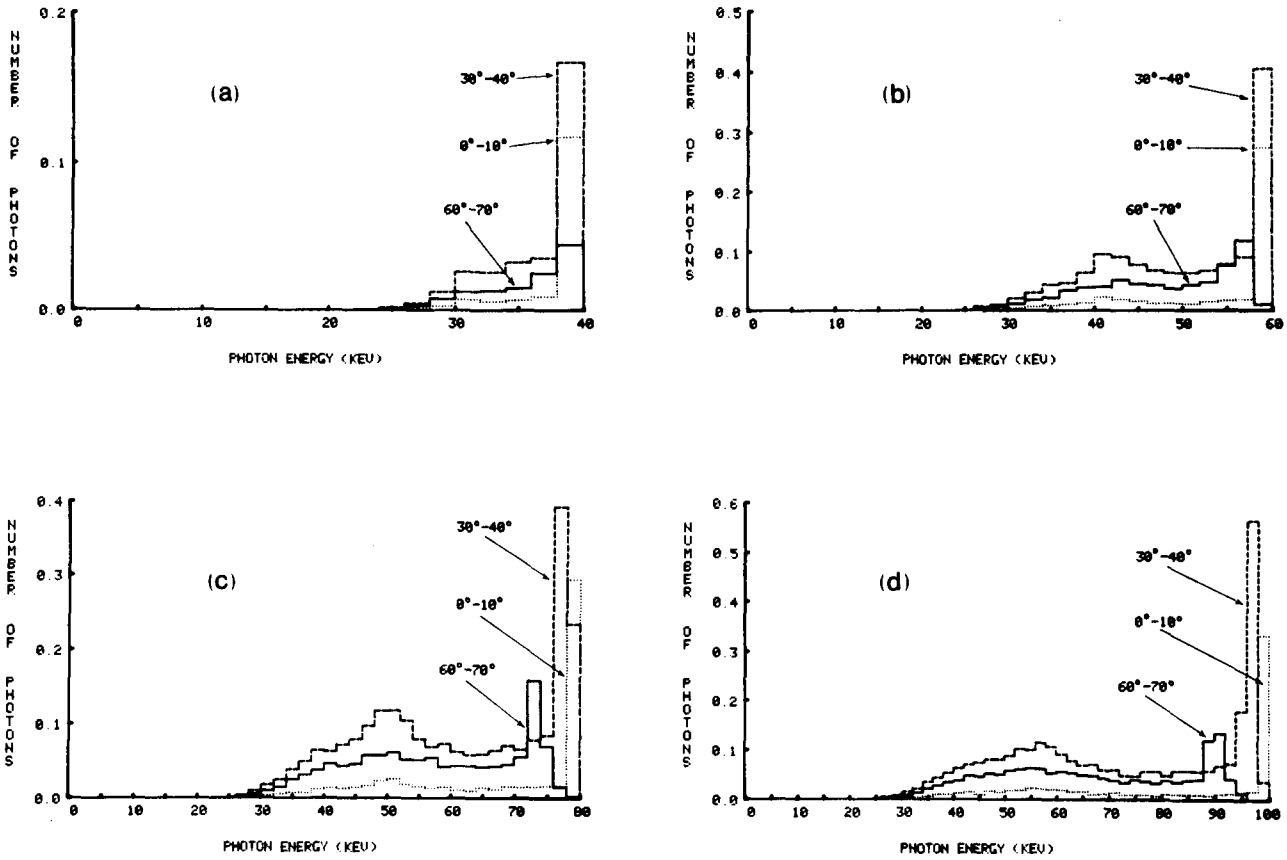 0.2
NUMBER OF PHOTONS
(a)
30°-40°
0°-10°
0.1
60°-70°
0.0
0 10 20 30 40
PHOTON ENERGY (KEV)
0.5
NUMBER OF PHOTONS
0.4
(b)
30°-40°
0.3
0°-10°
0.2
60°-70°
0.1
0.0
0 10 20 30 40 50 60
PHOTON ENERGY (KEV)
0.4
NUMBER OF PHOTONS
30°-40°
0.3
(c)
0°-10°
0.2
60°-70°
0.1
0.0
0 10 20 30 40 50 60 70 80
PHOTON ENERGY (KEV)
0.6
NUMBER OF PHOTONS
0.5
30°-40°
0.4
(d)
0°-10°
0.3
60°-70°
0.2
0.1
0.0
0 10 20 30 40 50 60 70 80 90 100
PHOTON ENERGY (KEV)